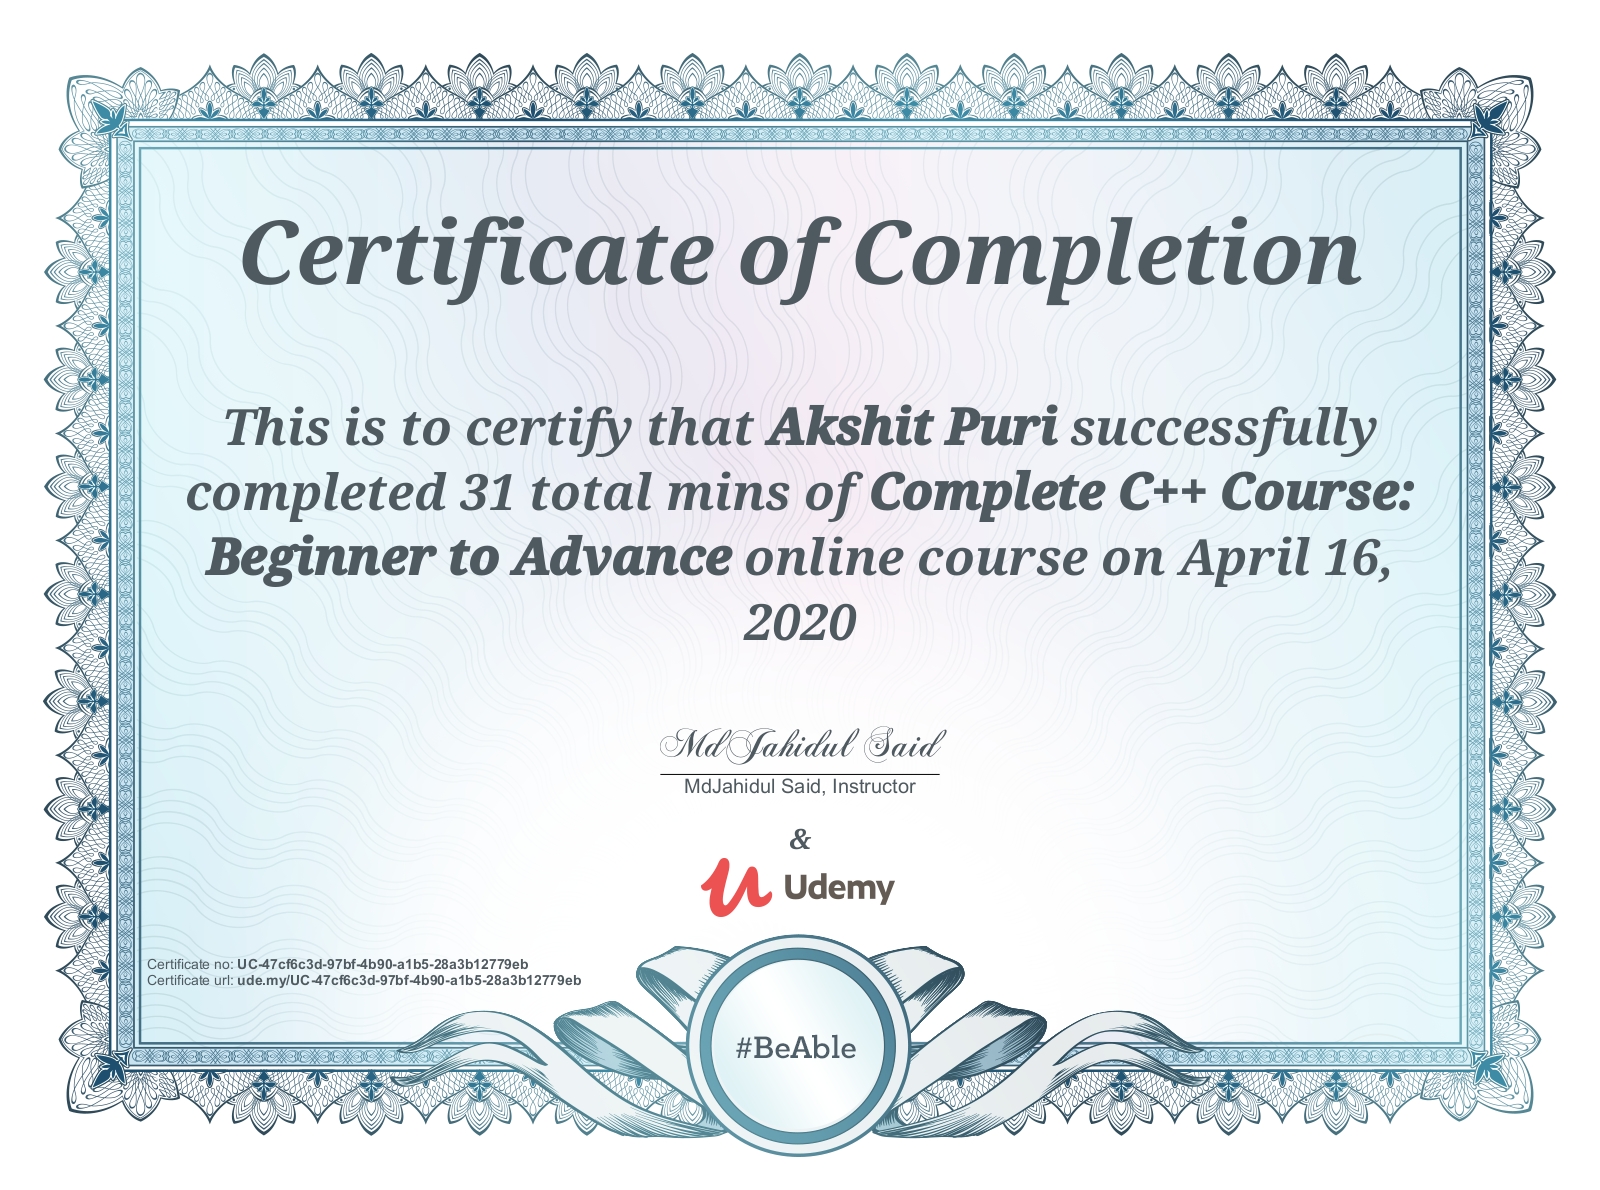 Certificate of Completion
This is to certify that Akshit Puri successfully
completed 31 total mins of Complete C++ Course:
Beginner to Advance online course on April 16,
2020
MdJahidul Said
MdJahidul Said, Instructor
&
Udemy
Certificate no: UC-47cf6c3d-97bf-4b90-a1b5-28a3b12779eb
Certificate url: ude.my/UC-47cf6c3d-97bf-4b90-a1b5-28a3b12779eb
#BeAble